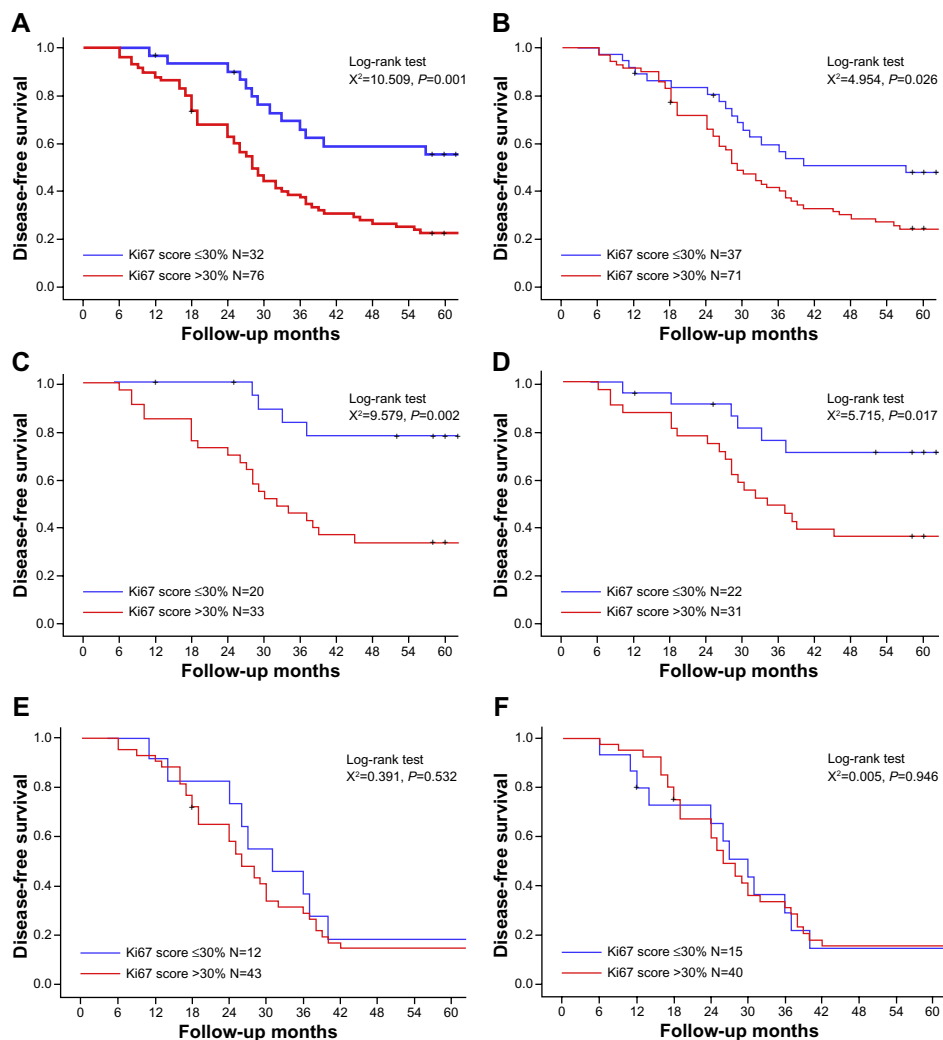 A
Disease-free survival
1.0
0.8
0.6
0.4
0.2
0.0
Log-rank test
X²=10.509, P=0.001
Ki67 score ≤30% N=32
Ki67 score >30% N=76
0 6 12 18 24 30 36 42 48 54 60
Follow-up months
B
Disease-free survival
1.0
0.8
0.6
0.4
0.2
0.0
Log-rank test
X²=4.954, P=0.026
Ki67 score ≤30% N=37
Ki67 score >30% N=71
0 6 12 18 24 30 36 42 48 54 60
Follow-up months
C
Disease-free survival
1.0
0.8
0.6
0.4
0.2
0.0
Log-rank test
X²=9.579, P=0.002
Ki67 score ≤30% N=20
Ki67 score >30% N=33
0 6 12 18 24 30 36 42 48 54 60
Follow-up months
D
Disease-free survival
1.0
0.8
0.6
0.4
0.2
0.0
Log-rank test
X²=5.715, P=0.017
Ki67 score ≤30% N=22
Ki67 score >30% N=31
0 6 12 18 24 30 36 42 48 54 60
Follow-up months
E
Disease-free survival
1.0
0.8
0.6
0.4
0.2
0.0
Log-rank test
X²=0.391, P=0.532
Ki67 score ≤30% N=12
Ki67 score >30% N=43
0 6 12 18 24 30 36 42 48 54 60
Follow-up months
F
Disease-free survival
1.0
0.8
0.6
0.4
0.2
0.0
Log-rank test
X²=0.005, P=0.946
Ki67 score ≤30% N=15
Ki67 score >30% N=40
0 6 12 18 24 30 36 42 48 54 60
Follow-up months